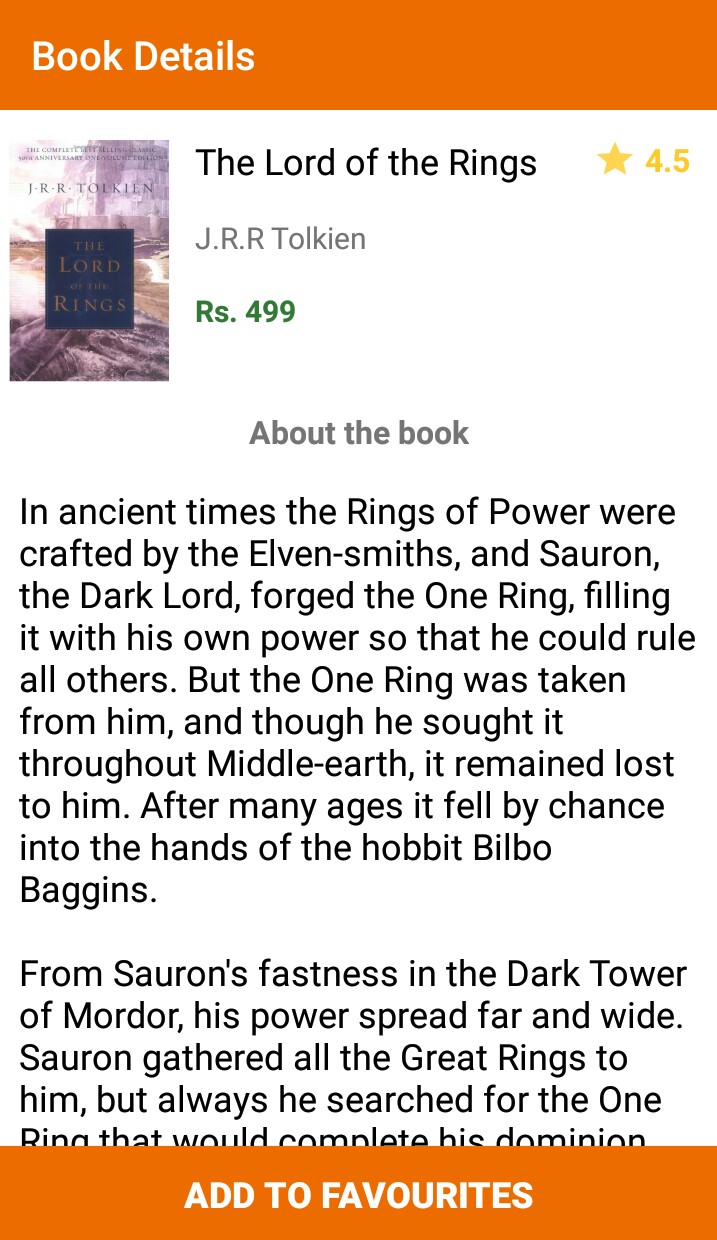 Book Details
THE COMPLETE BEST SELLING CLASSIC
50TH ANNIVERSARY ONE-VOLUME EDITION
J·R·R·TOLKIEN
THE
LORD
OF THE
RINGS
The Lord of the Rings
4.5
J.R.R Tolkien
Rs. 499
About the book
In ancient times the Rings of Power were
crafted by the Elven-smiths, and Sauron,
the Dark Lord, forged the One Ring, filling
it with his own power so that he could rule
all others. But the One Ring was taken
from him, and though he sought it
throughout Middle-earth, it remained lost
to him. After many ages it fell by chance
into the hands of the hobbit Bilbo
Baggins.
From Sauron's fastness in the Dark Tower
of Mordor, his power spread far and wide.
Sauron gathered all the Great Rings to
him, but always he searched for the One
Ring that would complete his dominion.
ADD TO FAVOURITES